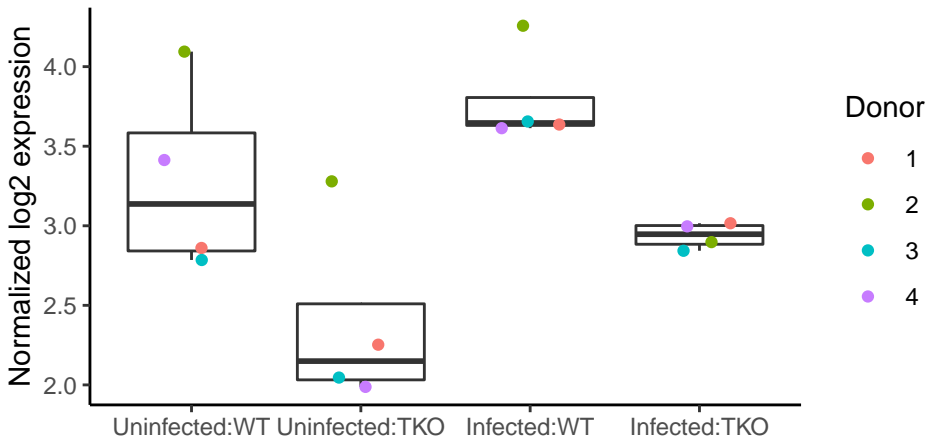 Normalized log2 expression
4.0
3.5
3.0
2.5
2.0
Uninfected:WT
Uninfected:TKO
Infected:WT
Infected:TKO
Donor
1
2
3
4